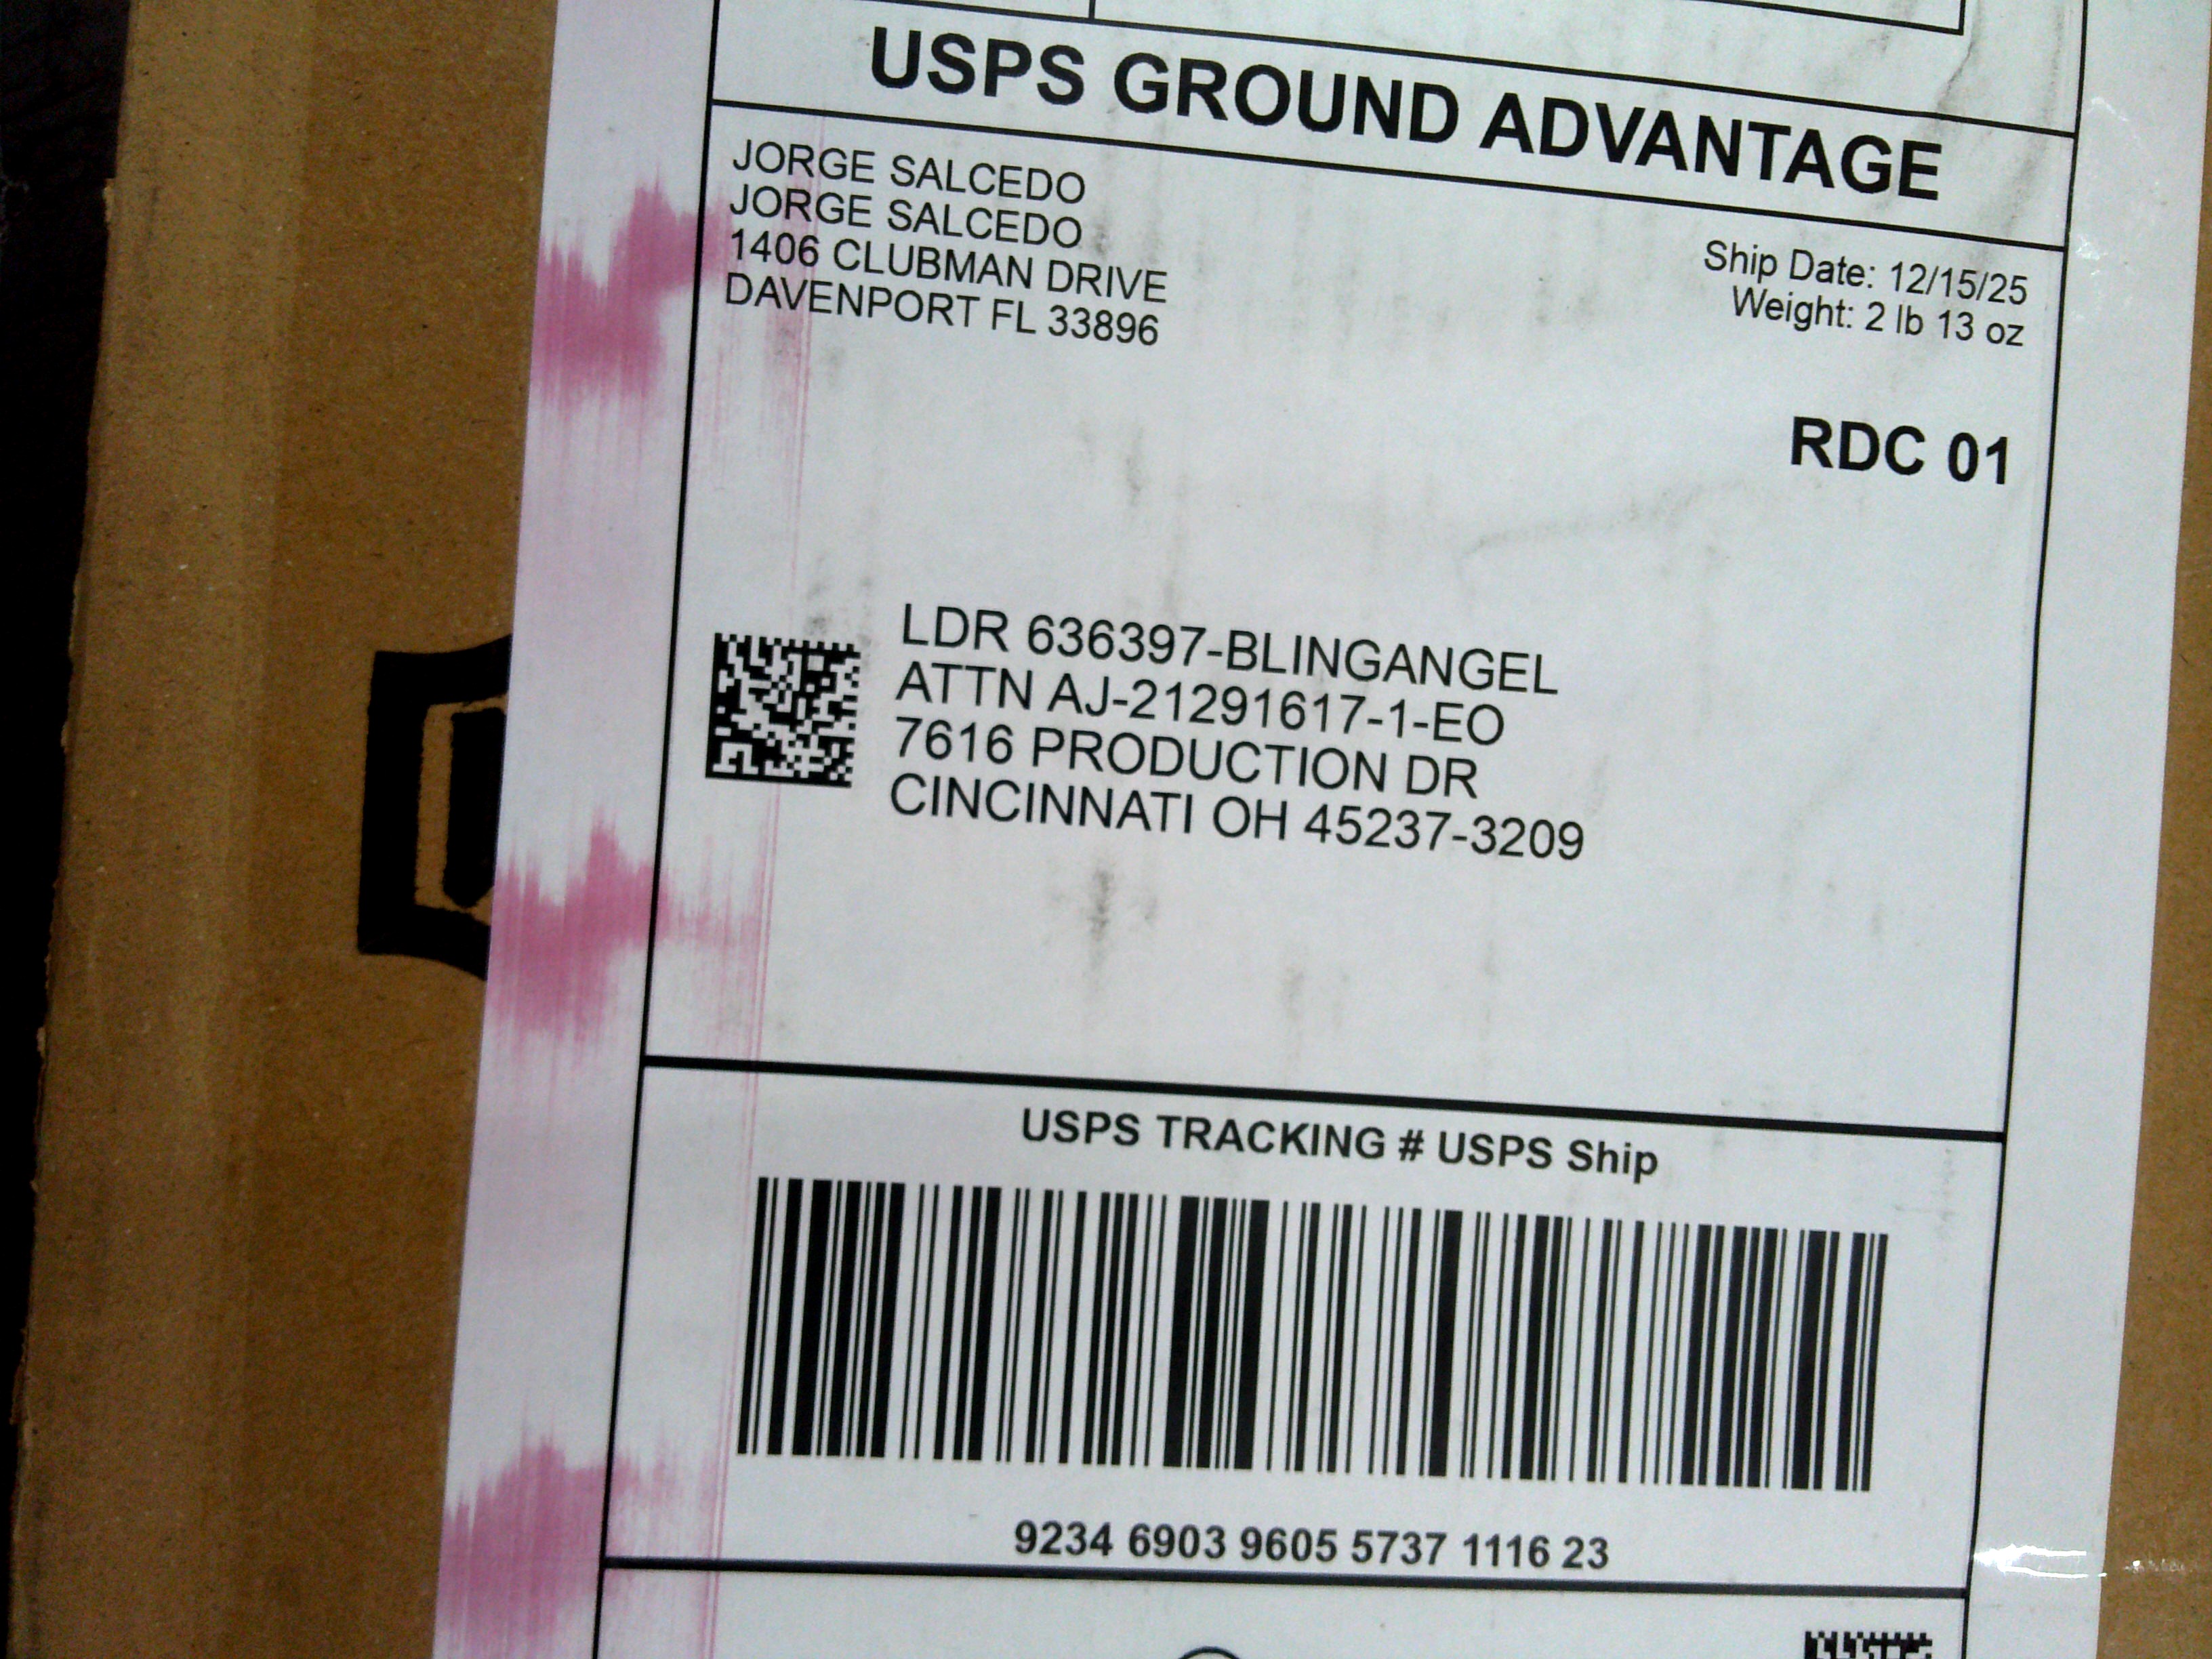 USPS GROUND ADVANTAGE
JORGE SALCEDO
JORGE SALCEDO
1406 CLUBMAN DRIVE
DAVENPORT FL 33896
Ship Date: 12/15/25
Weight: 2 lb 13 oz
RDC 01
LDR 636397-BLINGANGEL
ATTN AJ-21291617-1-EO
7616 PRODUCTION DR
CINCINNATI OH 45237-3209
USPS TRACKING # USPS Ship
9234 6903 9605 5737 1116 23